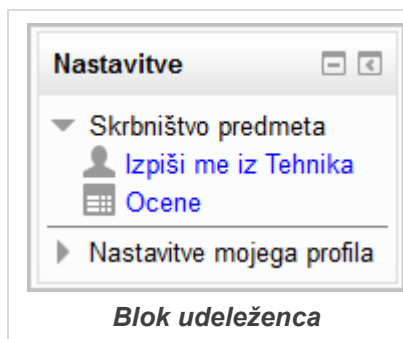 Nastavitve
Skrbništvo predmeta
Izpiši me iz Tehnika
Ocene
Nastavitve mojega profila
Blok udeleženca